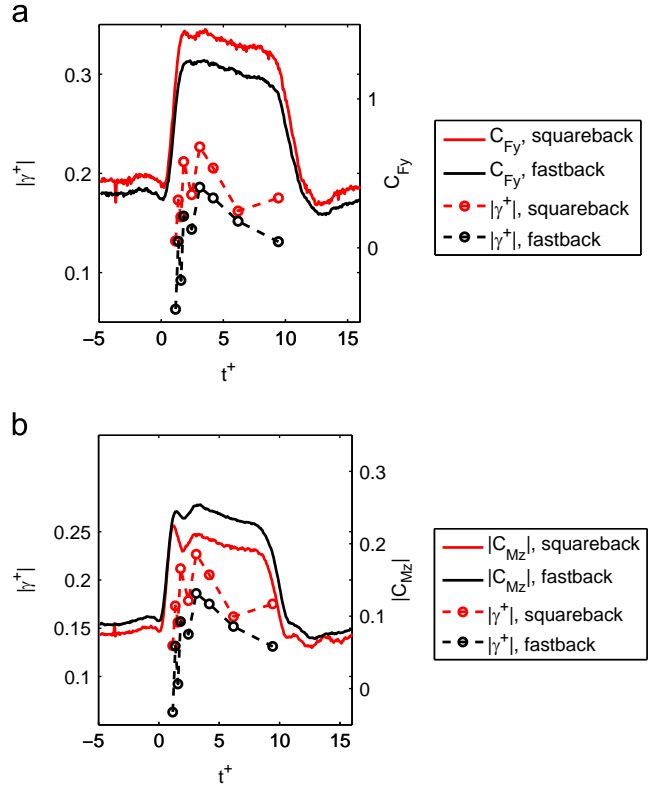 a
0.3
0.2
0.1
|γ⁺|
1
0
C_Fy
−5
0
5
10
15
t⁺
C_Fy, squareback
C_Fy, fastback
|γ⁺|, squareback
|γ⁺|, fastback
b
0.25
0.2
0.15
0.1
|γ⁺|
0.3
0.2
0.1
0
|C_Mz|
−5
0
5
10
15
t⁺
|C_Mz|, squareback
|C_Mz|, fastback
|γ⁺|, squareback
|γ⁺|, fastback